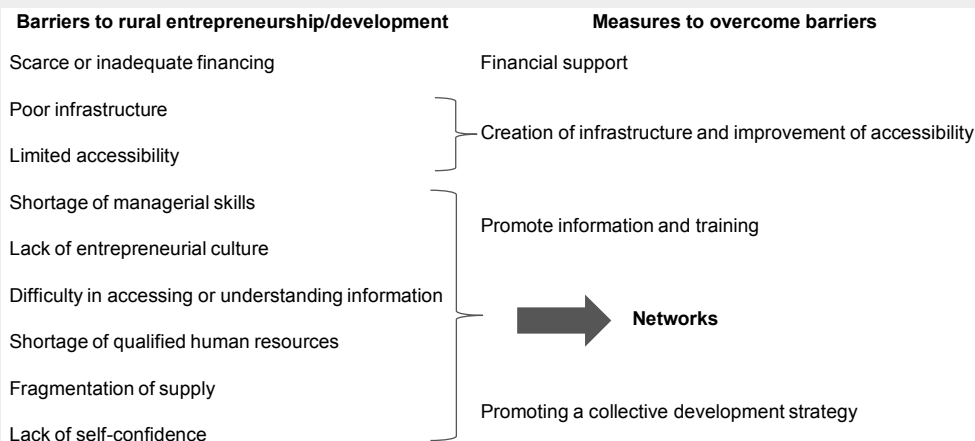 Barriers to rural entrepreneurship/development
Measures to overcome barriers
Scarce or inadequate financing
Financial support
Poor infrastructure
Creation of infrastructure and improvement of accessibility
Limited accessibility
Shortage of managerial skills
Promote information and training
Lack of entrepreneurial culture
Difficulty in accessing or understanding information
Networks
Shortage of qualified human resources
Fragmentation of supply
Promoting a collective development strategy
Lack of self-confidence